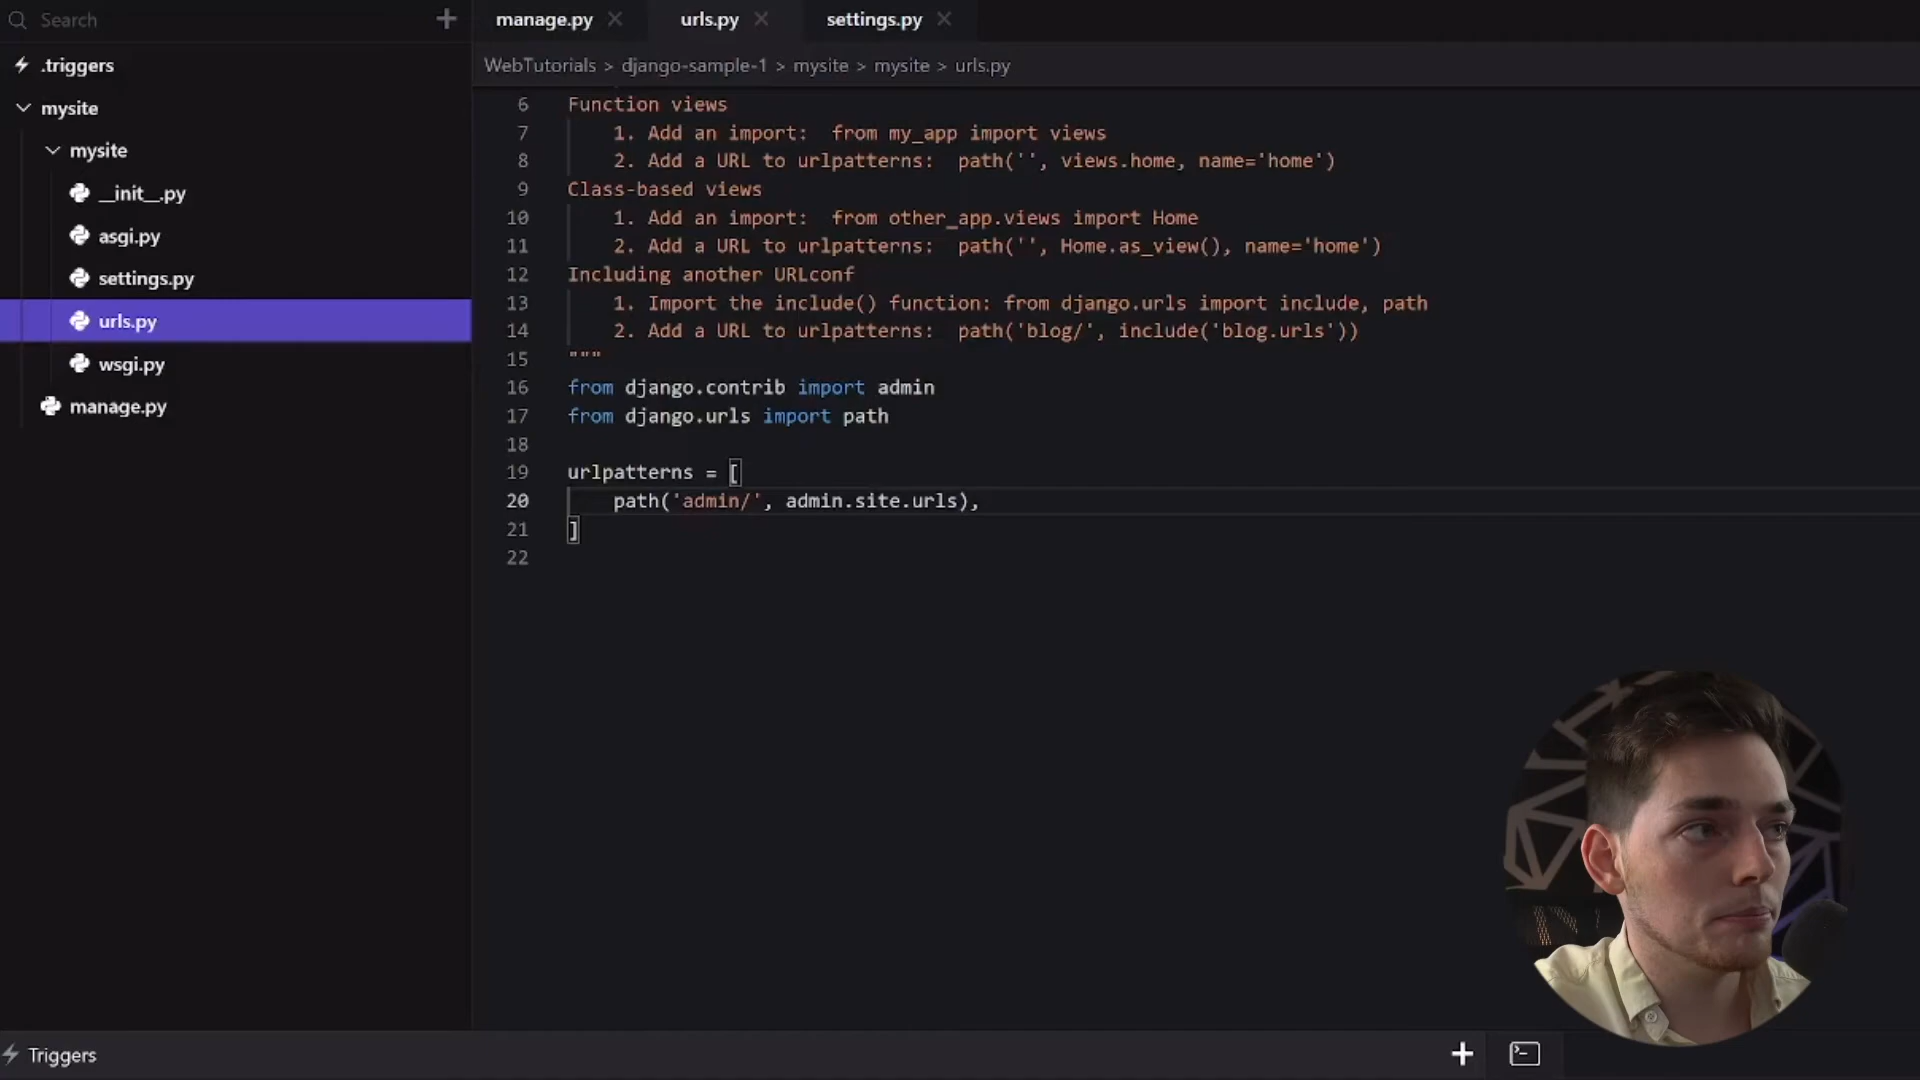 Search
manage.py
urls.py
settings.py
.triggers
mysite
mysite
__init__.py
asgi.py
settings.py
urls.py
wsgi.py
manage.py
WebTutorials > django-sample-1 > mysite > mysite > urls.py
6 Function views
7 1. Add an import:  from my_app import views
8 2. Add a URL to urlpatterns:  path('', views.home, name='home')
9 Class-based views
10 1. Add an import:  from other_app.views import Home
11 2. Add a URL to urlpatterns:  path('', Home.as_view(), name='home')
12 Including another URLconf
13 1. Import the include() function: from django.urls import include, path
14 2. Add a URL to urlpatterns:  path('blog/', include('blog.urls'))
15 """
16 from django.contrib import admin
17 from django.urls import path
18
19 urlpatterns = [
20 path('admin/', admin.site.urls),
21 ]
22
Triggers